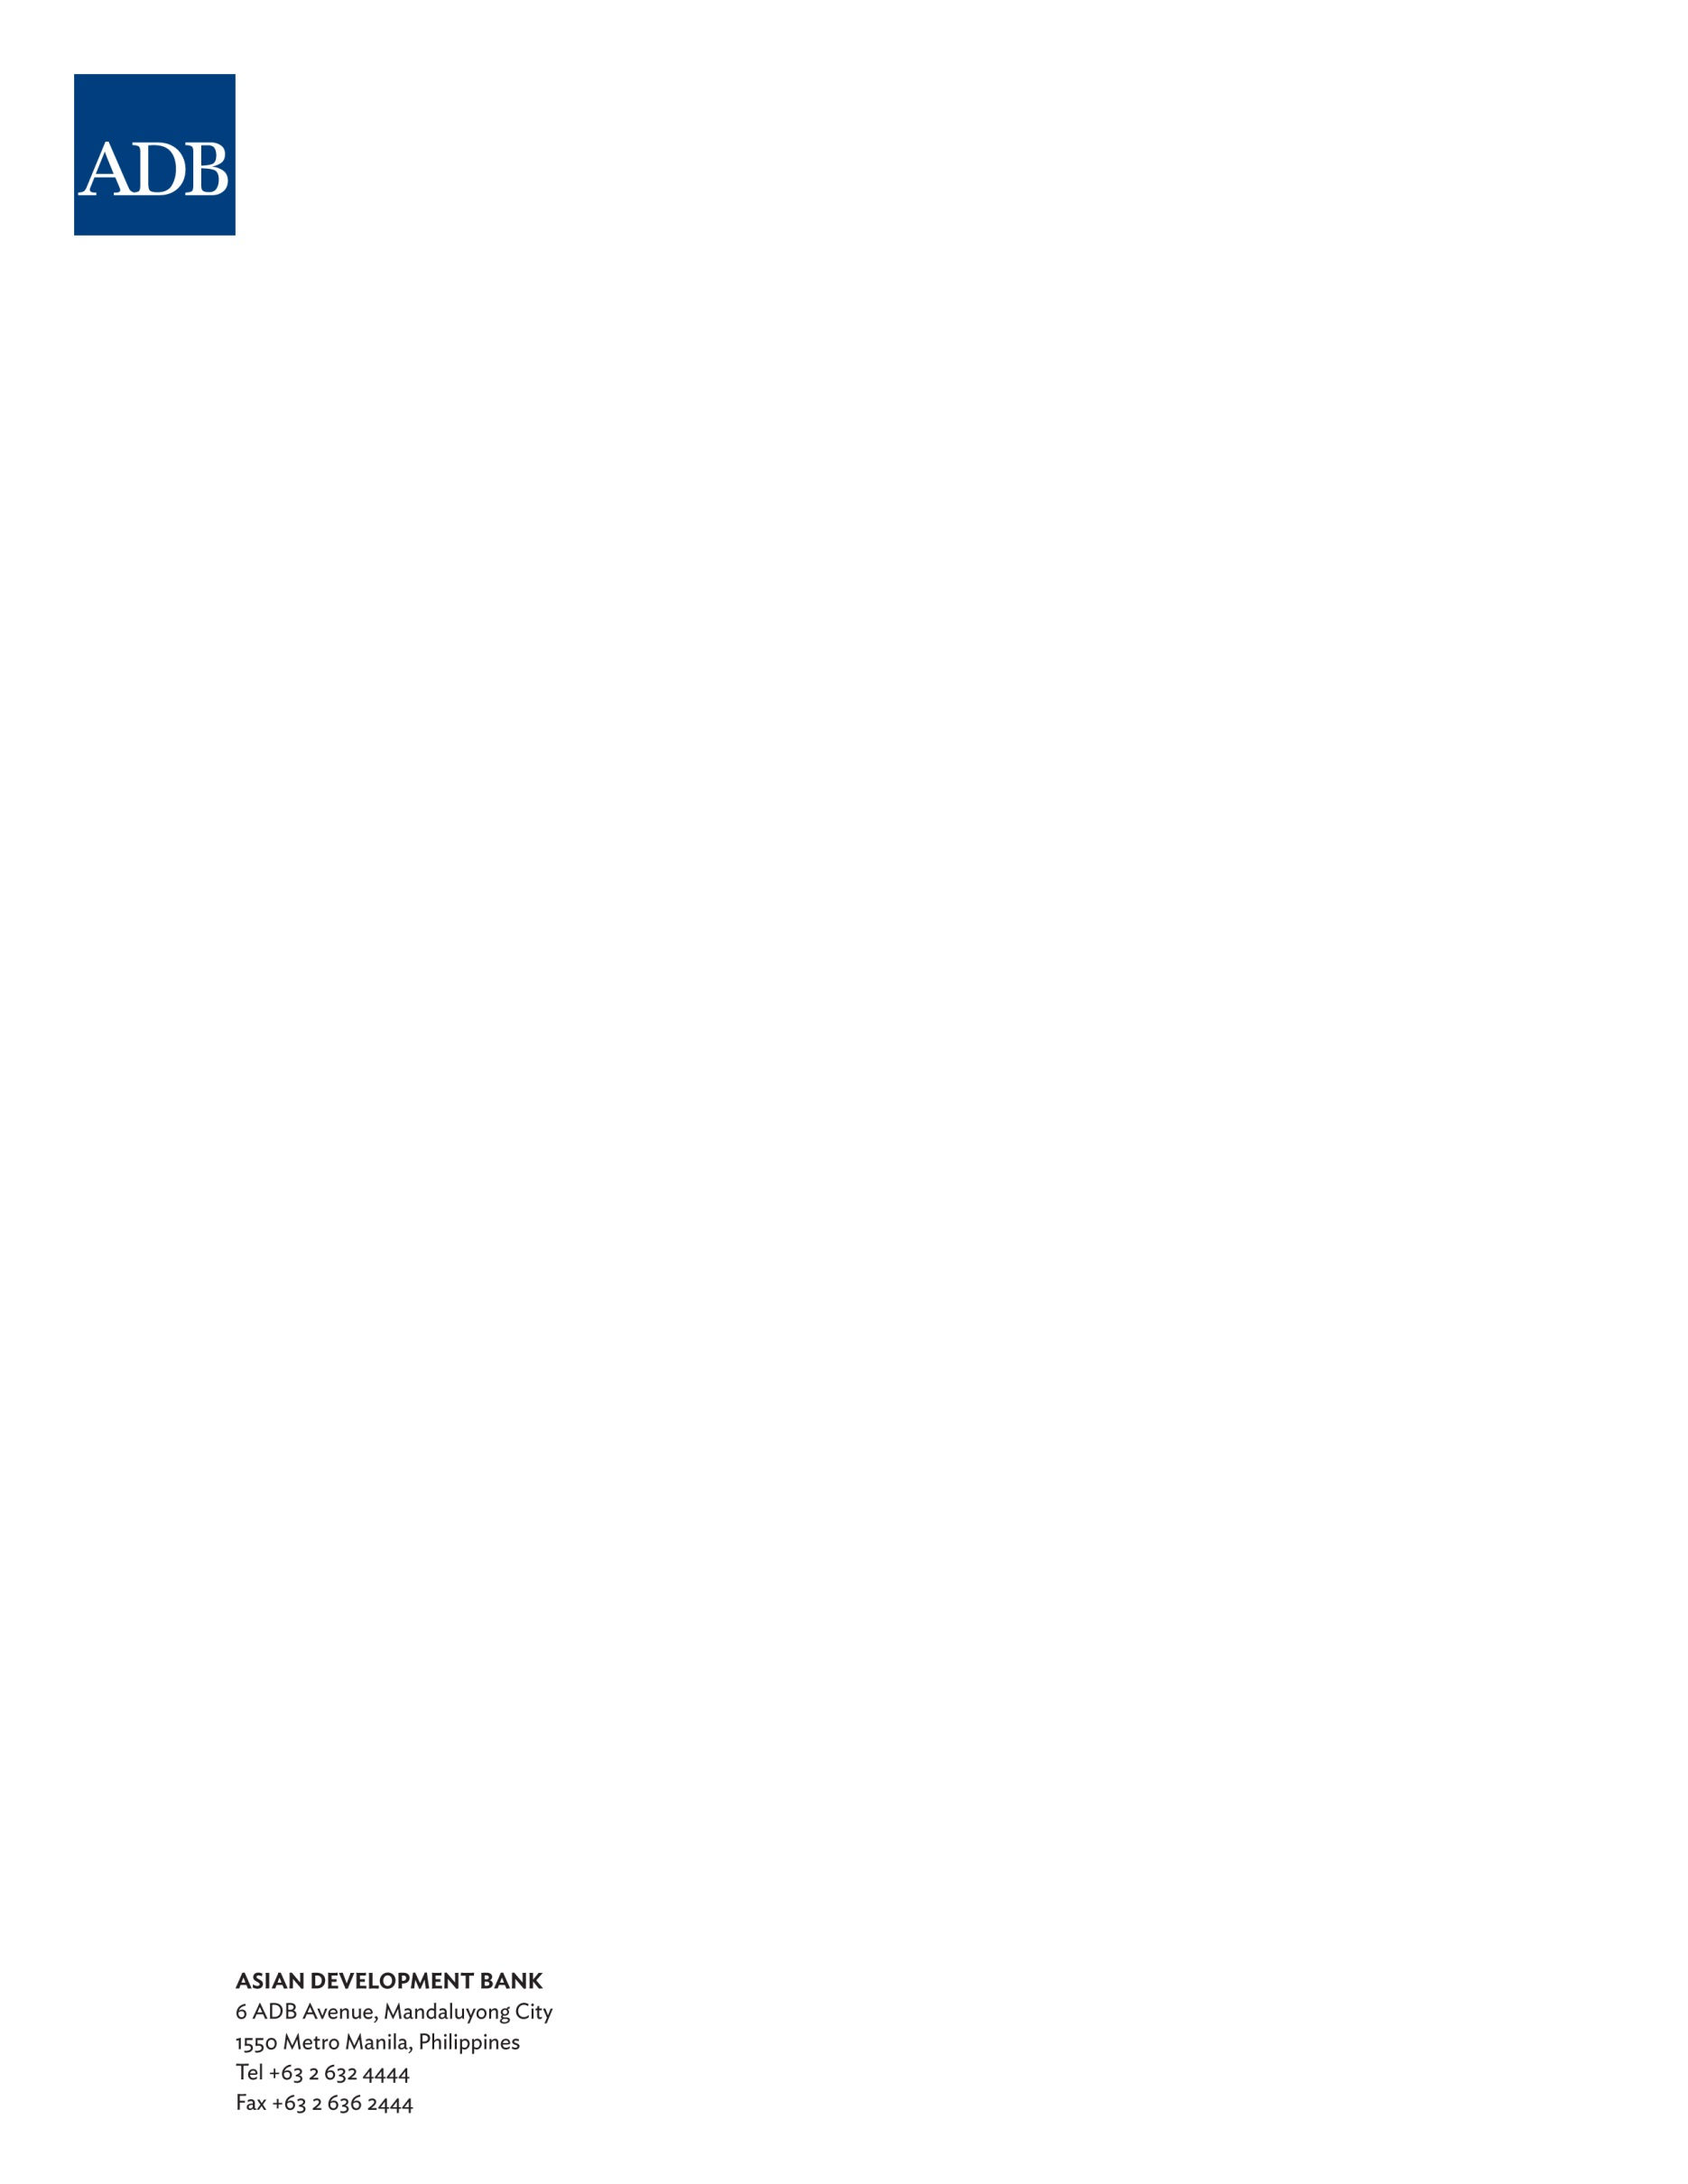 ADB
ASIAN DEVELOPMENT BANK
6 ADB Avenue, Mandaluyong City
1550 Metro Manila, Philippines
Tel +63 2 632 4444
Fax +63 2 636 2444